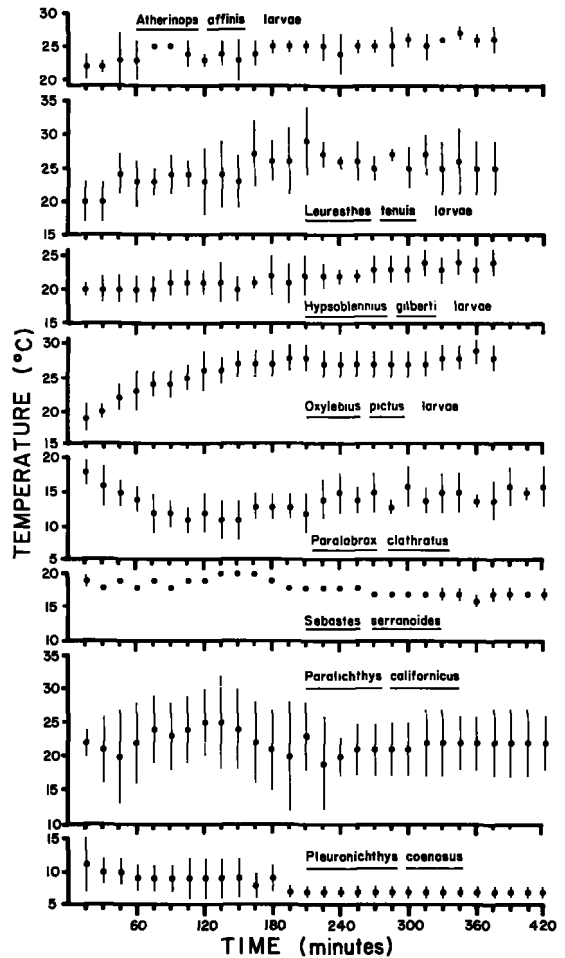 TEMPERATURE (°C)
30
25
20
Atherinops affinis larvae
35
30
25
20
15
Leuresthes tenuis larvae
25
20
15
Hypsoblennius gilberti larvae
30
25
20
15
Oxylebius pictus larvae
20
15
10
5
Paralabrax clathratus
20
15
10
Sebastes serranoides
35
30
25
20
15
10
Paralichthys californicus
15
10
5
Pleuronichthys coenosus
60 120 180 240 300 360 420
TIME (minutes)